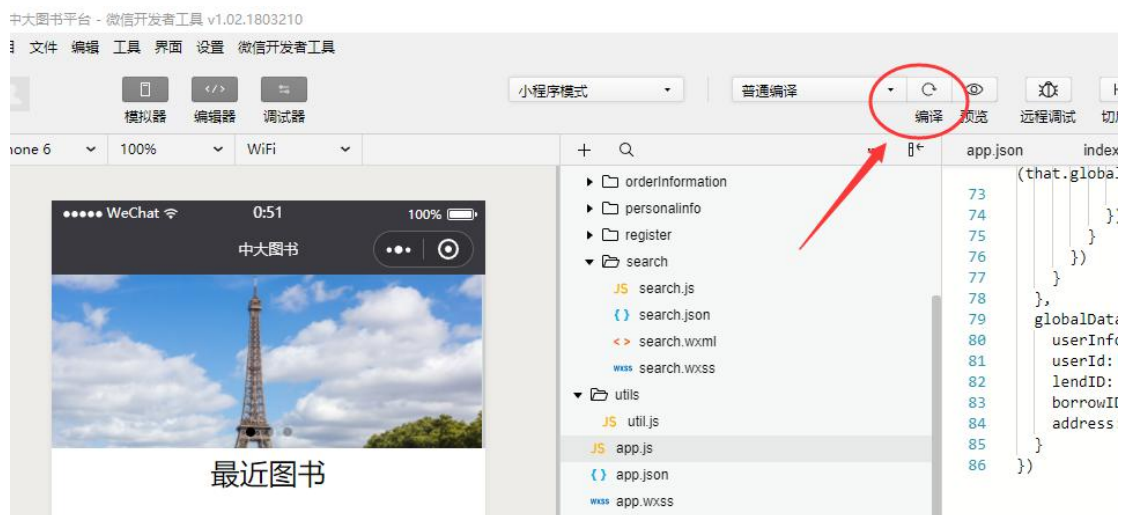 中大图书平台 - 微信开发者工具 v1.02.1803210
文件 编辑 工具 界面 设置 微信开发者工具
小程序模式 普通编译
模拟器 编辑器 调试器 编译 预览 远程调试
100% WiFi
app.json index
WeChat 0:51 100%
中大图书
最近图书
orderInformation
personalinfo
register
search
JS search.js
{ } search.json
< > search.wxml
wxss search.wxss
utils
JS util.js
JS app.js
{ } app.json
wxss app.wxss
(that.global
73
74 })
75 }
76 })
77 }
78 },
79 globalData
80 userInfo
81 userId:
82 lendID:
83 borrowID
84 address:
85 }
86 })